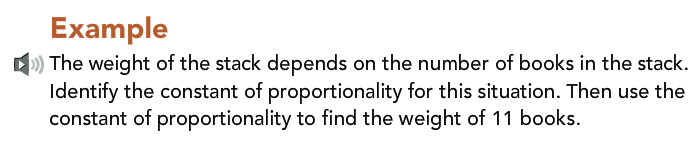 Example
The weight of the stack depends on the number of books in the stack.
Identify the constant of proportionality for this situation. Then use the
constant of proportionality to find the weight of 11 books.